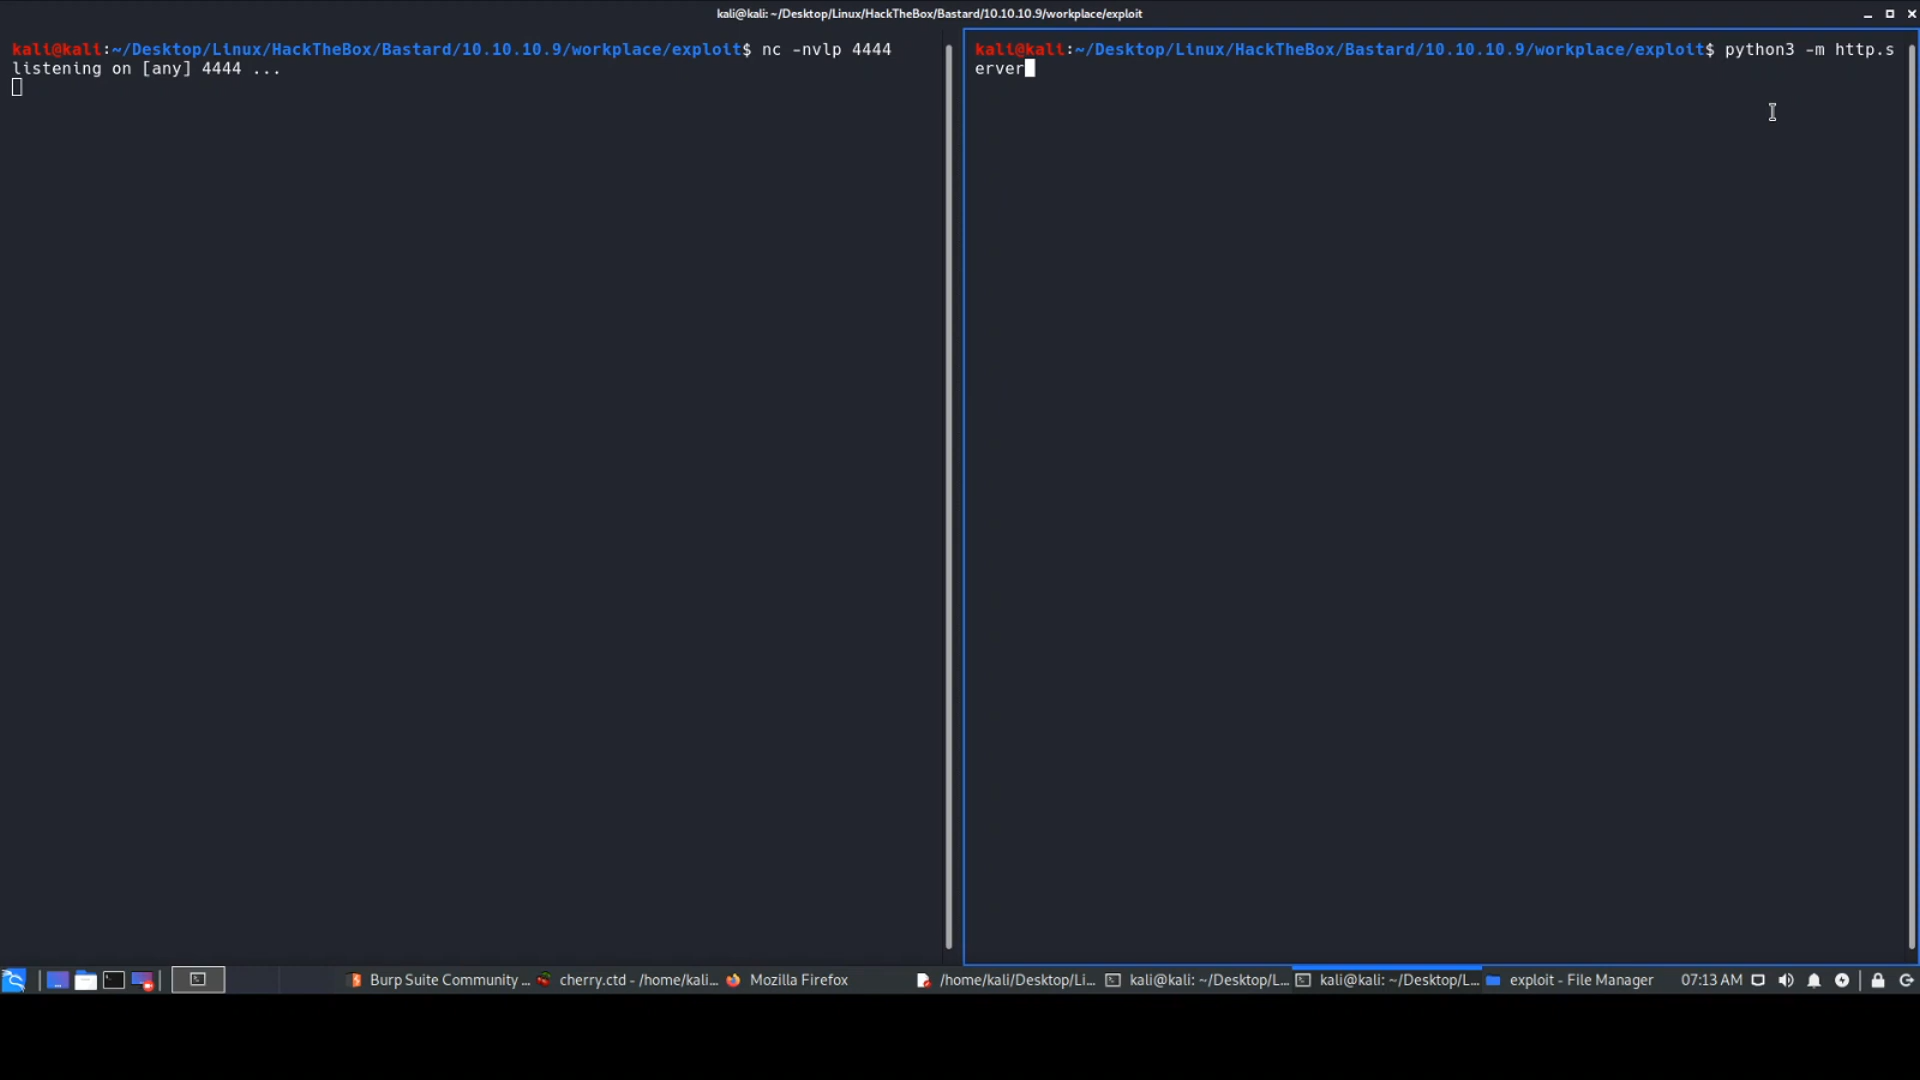 kali@kali: ~/Desktop/Linux/HackTheBox/Bastard/10.10.10.9/workplace/exploit
kali@kali:~/Desktop/Linux/HackTheBox/Bastard/10.10.10.9/workplace/exploit$ nc -nvlp 4444
listening on [any] 4444 ...
kali@kali:~/Desktop/Linux/HackTheBox/Bastard/10.10.10.9/workplace/exploit$ python3 -m http.s
erver
Burp Suite Community ... cherry.ctd - /home/kali... Mozilla Firefox /home/kali/Desktop/Li... kali@kali: ~/Desktop/L... kali@kali: ~/Desktop/L... exploit - File Manager 07:13 AM